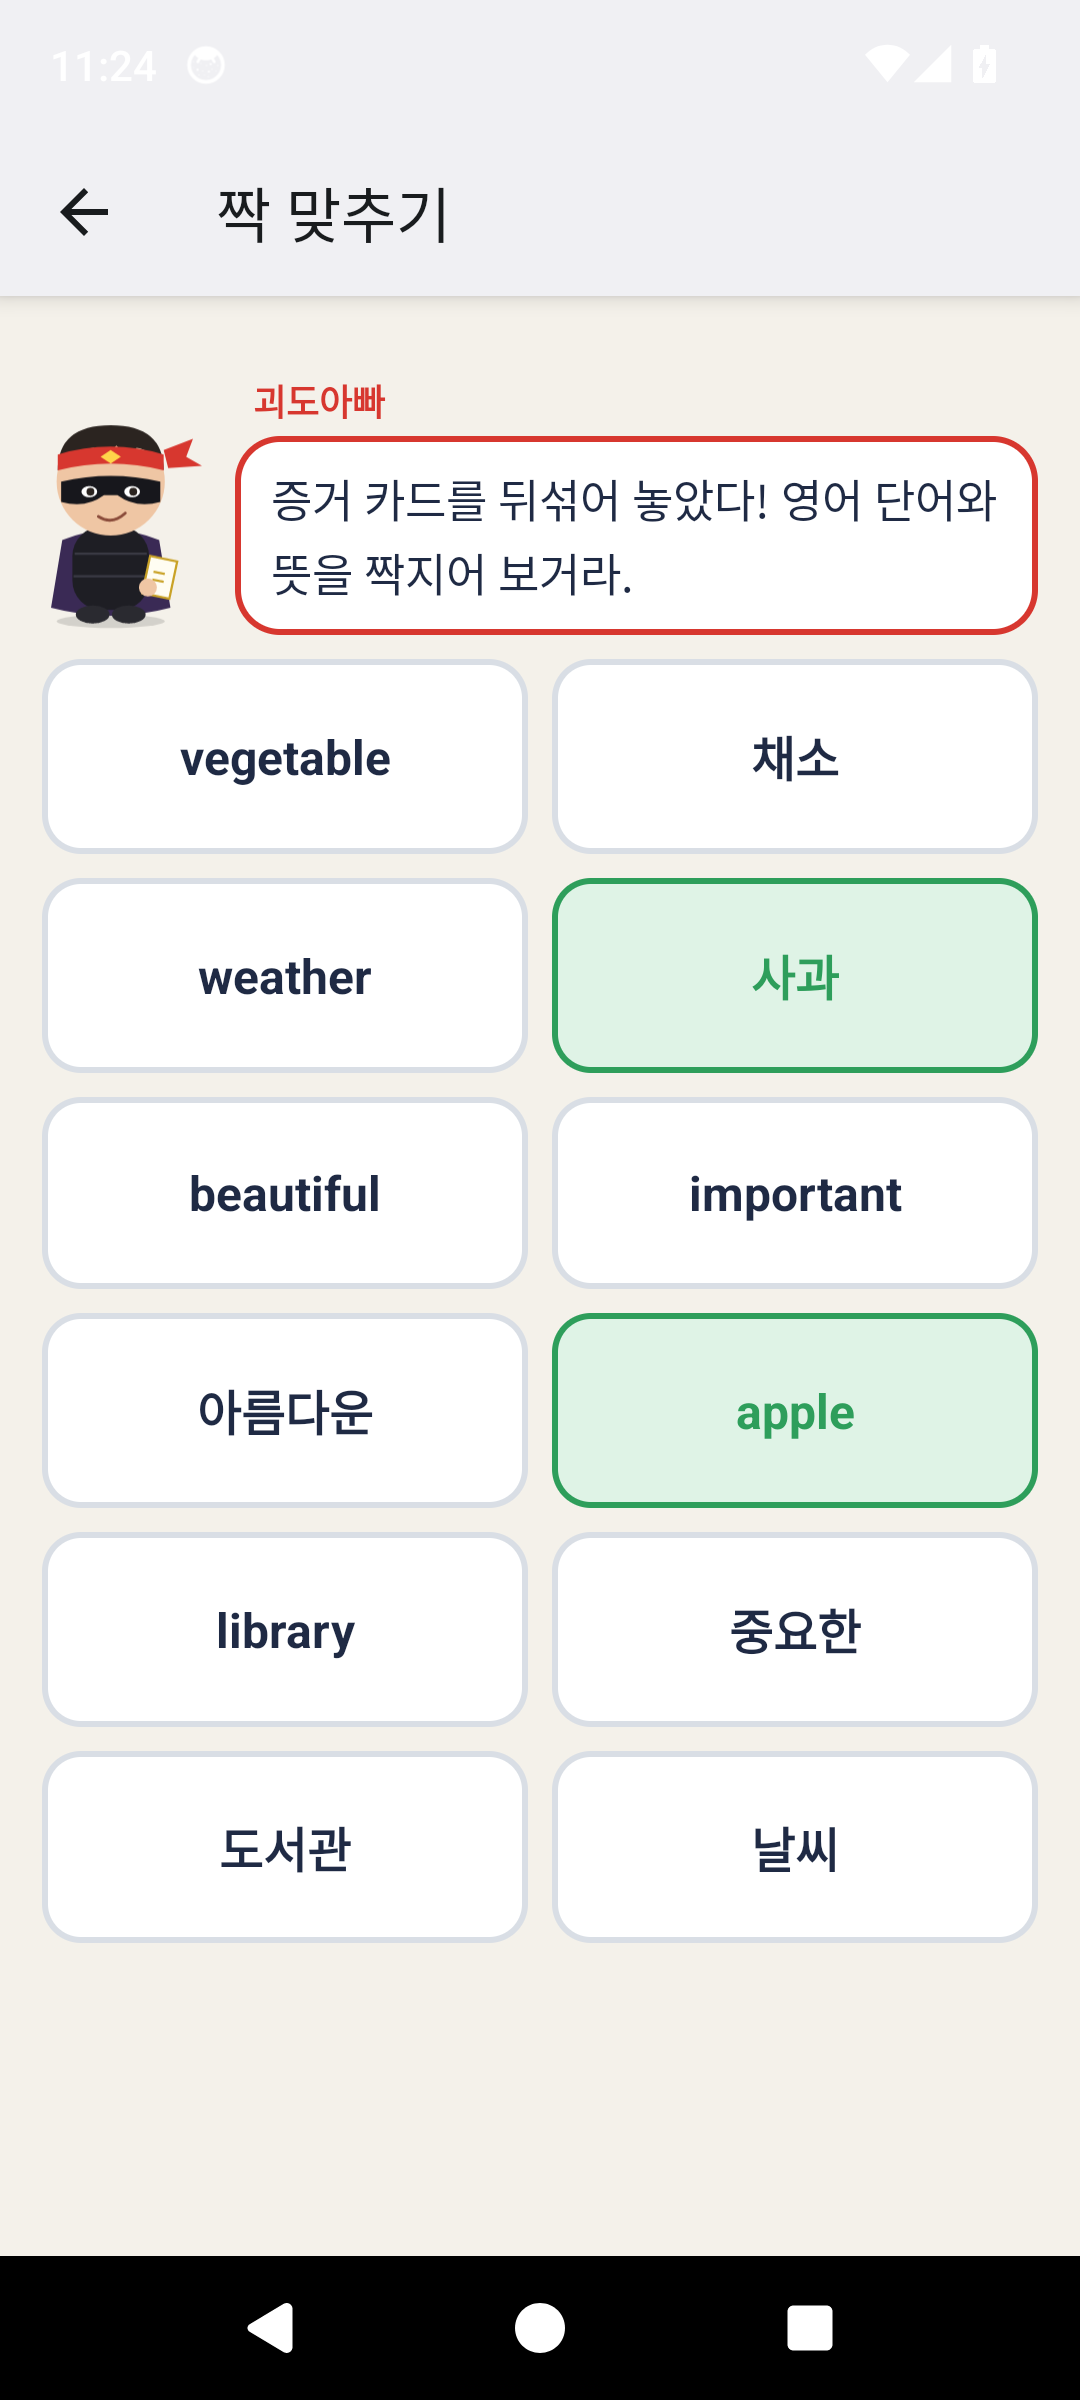 11:24
짝 맞추기
괴도아빠
증거 카드를 뒤섞어 놓았다! 영어 단어와
뜻을 짝지어 보거라.
vegetable
채소
weather
사과
beautiful
important
아름다운
apple
library
중요한
도서관
날씨